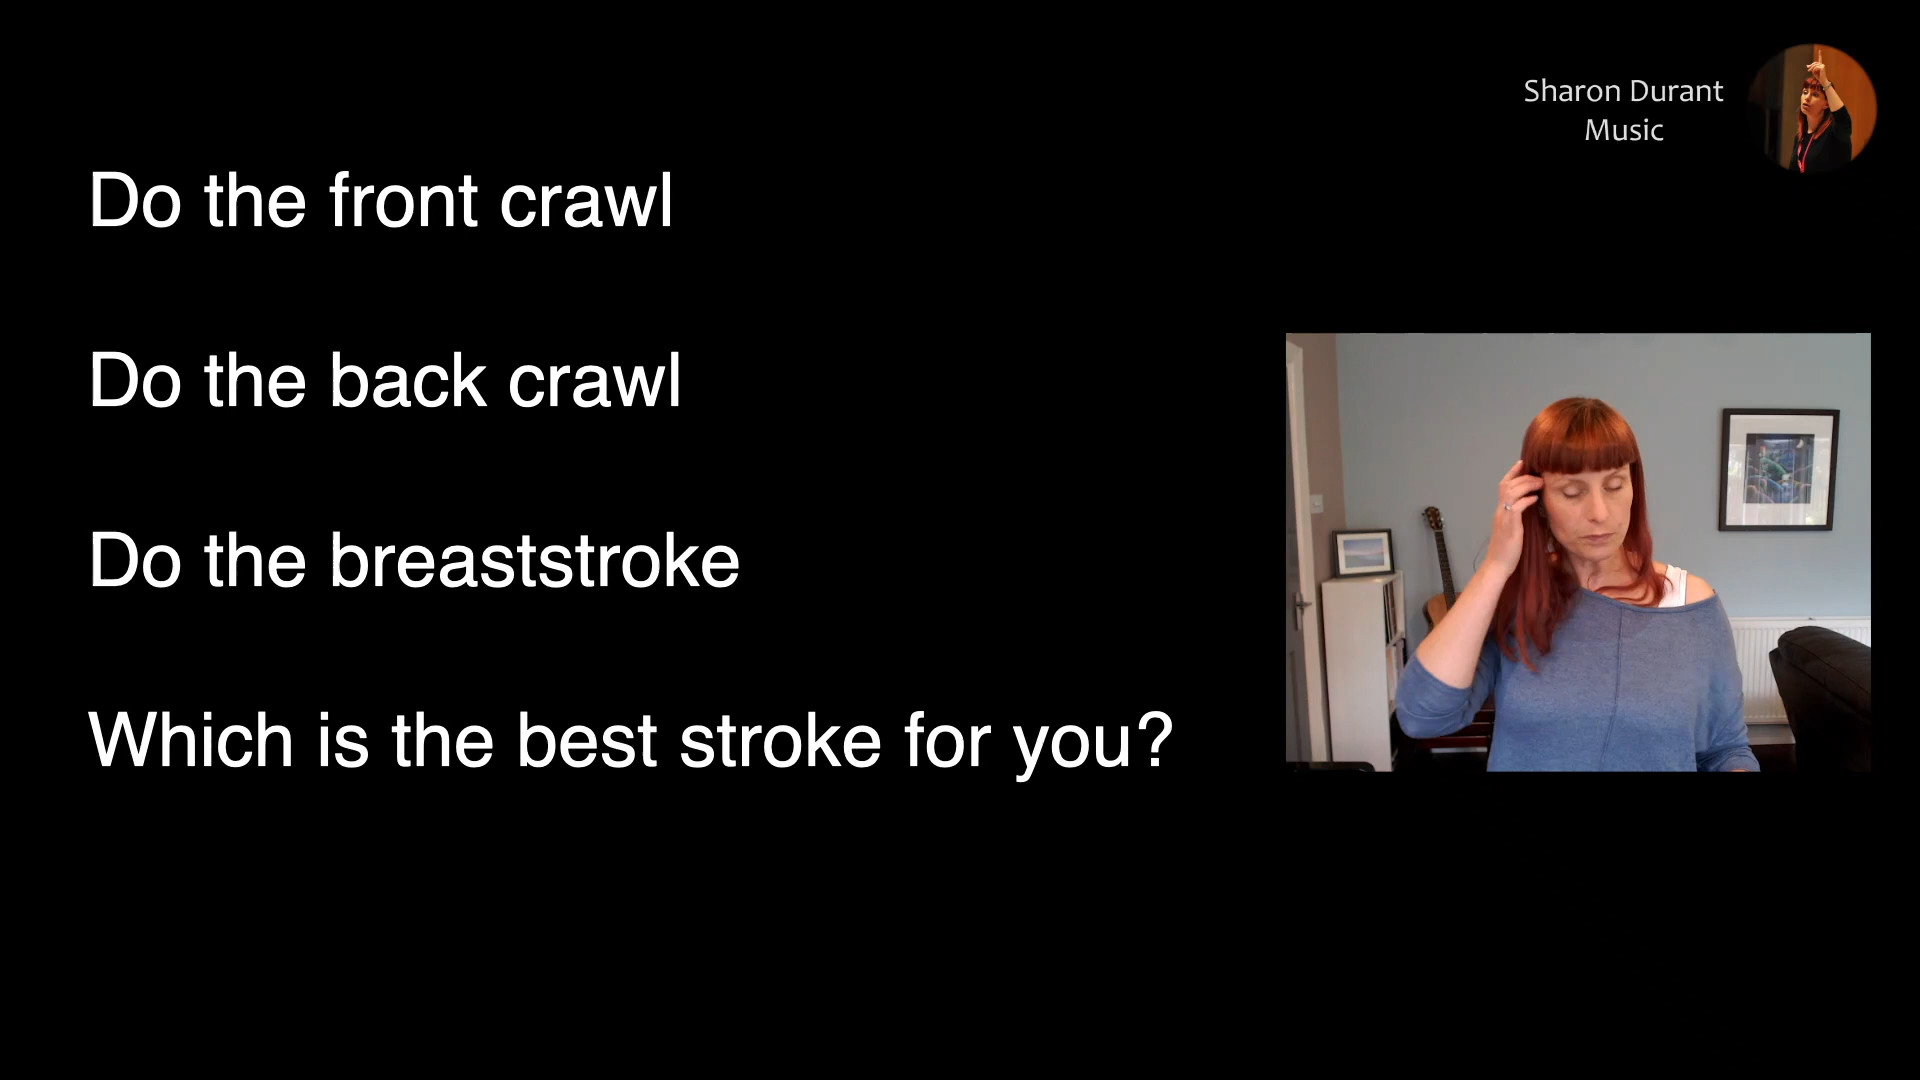 Sharon Durant
Music
Do the front crawl
Do the back crawl
Do the breaststroke
Which is the best stroke for you?